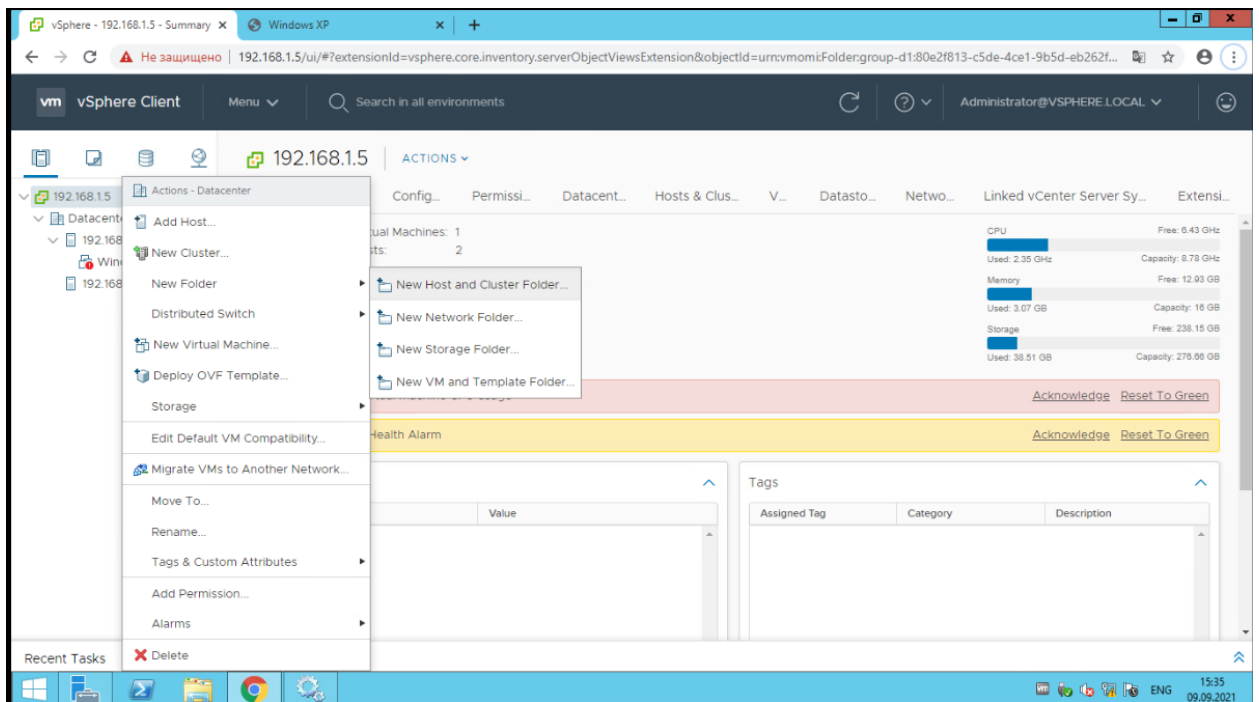 vSphere - 192.168.1.5 - Summary
Windows XP
Не защищено
192.168.1.5/ui/#?extensionId=vsphere.core.inventory.serverObjectViewsExtension&objectId=urn:vmomi:Folder:group-d1:80e2f813-c5de-4ce1-9b5d-eb262f...
vm vSphere Client
Menu
Search in all environments
Administrator@VSPHERE.LOCAL
192.168.1.5
ACTIONS
192.168.1.5
Datacent
192.168
Win
192.168
Actions - Datacenter
Add Host...
New Cluster...
New Folder
Distributed Switch
New Virtual Machine...
Deploy OVF Template...
Storage
Edit Default VM Compatibility...
Migrate VMs to Another Network...
Move To...
Rename...
Tags & Custom Attributes
Add Permission...
Alarms
Delete
New Host and Cluster Folder...
New Network Folder...
New Storage Folder...
New VM and Template Folder...
Config...
Permissi...
Datacent...
Hosts & Clus...
V...
Datasto...
Netwo...
Linked vCenter Server Sy...
Extensi...
ual Machines: 1
sts: 2
CPU
Free: 6.43 GHz
Used: 2.35 GHz
Capacity: 8.78 GHz
Memory
Free: 12.93 GB
Used: 3.07 GB
Capacity: 16 GB
Storage
Free: 238.15 GB
Used: 38.51 GB
Capacity: 276.66 GB
Acknowledge
Reset To Green
Health Alarm
Acknowledge
Reset To Green
Value
Tags
Assigned Tag
Category
Description
Recent Tasks
ENG
15:35
09.09.2021